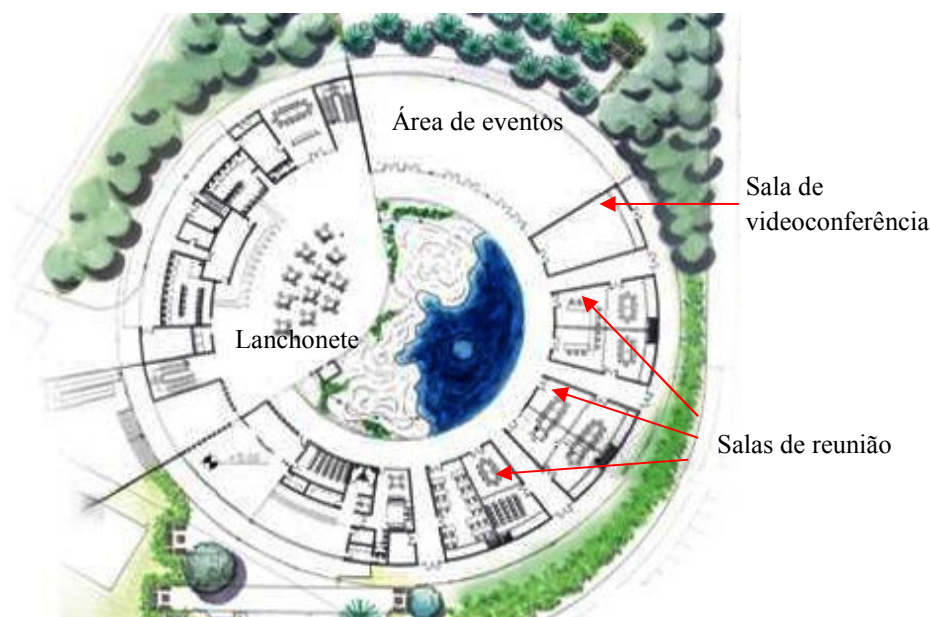 Área de eventos
Sala de
videoconferência
Lanchonete
Salas de reunião